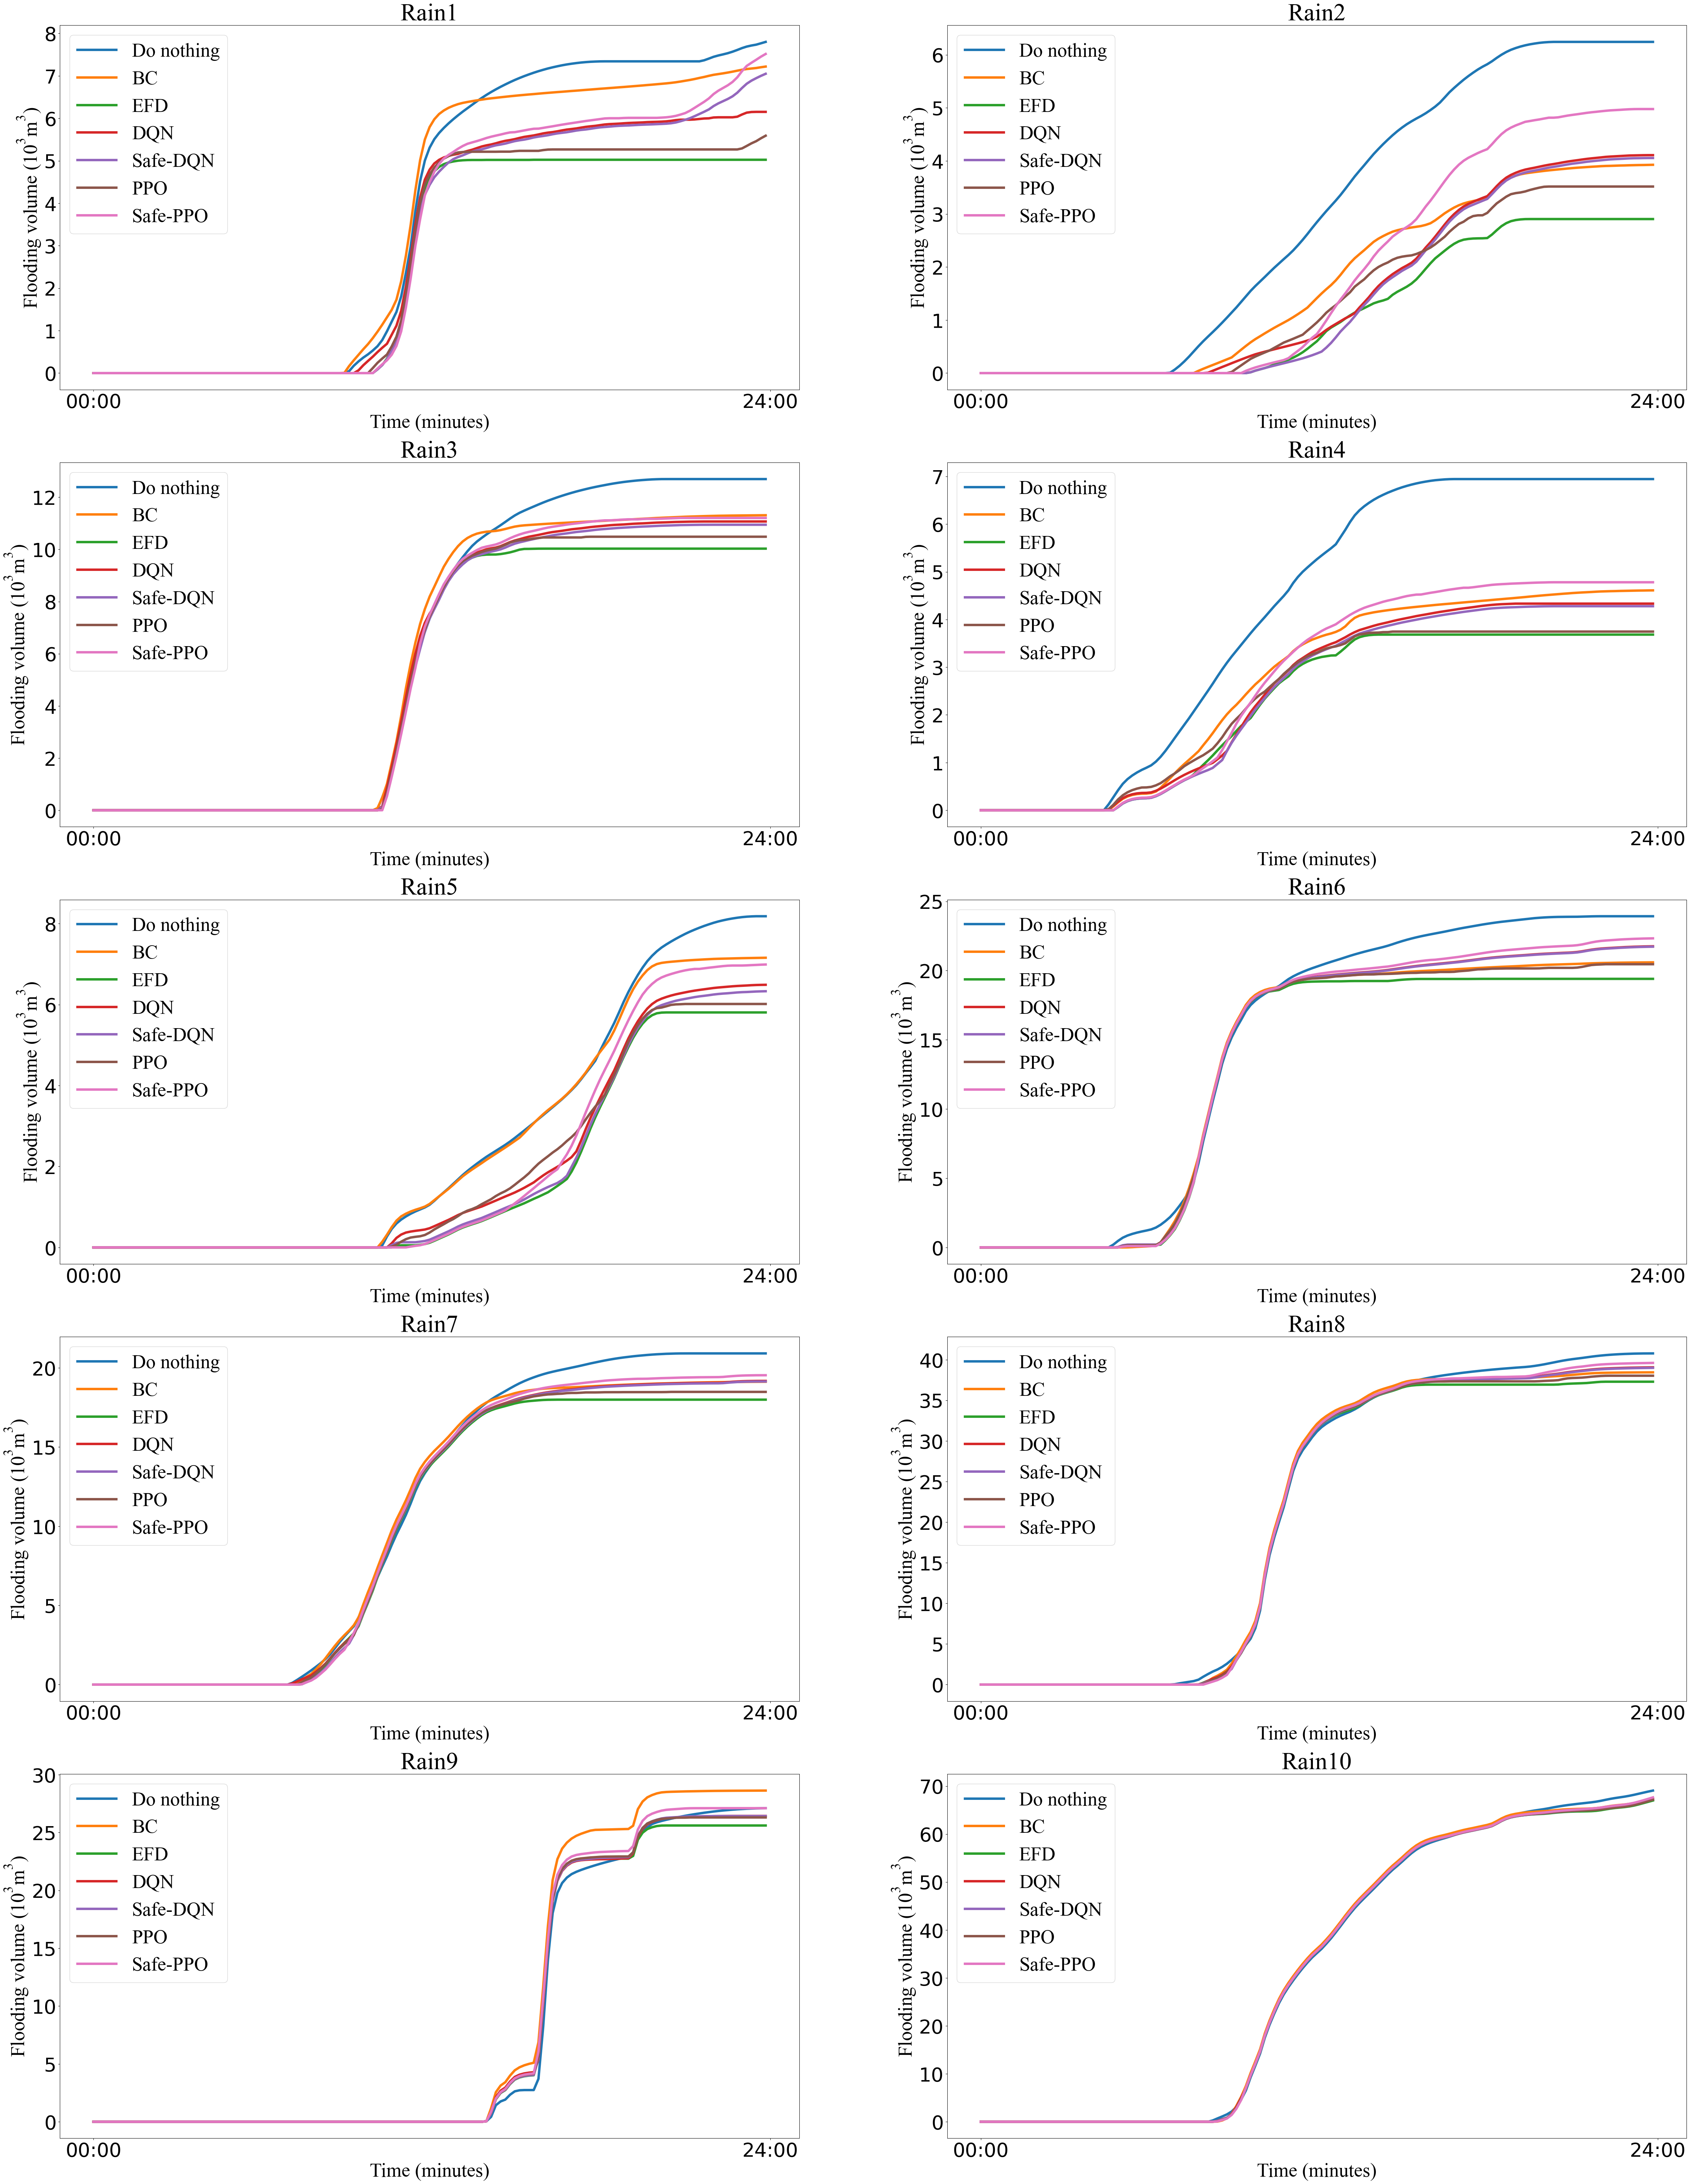 Rain1
Flooding volume (10³ m³)
8
7
6
5
4
3
2
1
0
Do nothing
BC
EFD
DQN
Safe-DQN
PPO
Safe-PPO
00:00
24:00
Time (minutes)
Rain2
Flooding volume (10³ m³)
6
5
4
3
2
1
0
Do nothing
BC
EFD
DQN
Safe-DQN
PPO
Safe-PPO
00:00
24:00
Time (minutes)
Rain3
Flooding volume (10³ m³)
12
10
8
6
4
2
0
Do nothing
BC
EFD
DQN
Safe-DQN
PPO
Safe-PPO
00:00
24:00
Time (minutes)
Rain4
Flooding volume (10³ m³)
7
6
5
4
3
2
1
0
Do nothing
BC
EFD
DQN
Safe-DQN
PPO
Safe-PPO
00:00
24:00
Time (minutes)
Rain5
Flooding volume (10³ m³)
8
6
4
2
0
Do nothing
BC
EFD
DQN
Safe-DQN
PPO
Safe-PPO
00:00
24:00
Time (minutes)
Rain6
Flooding volume (10³ m³)
25
20
15
10
5
0
Do nothing
BC
EFD
DQN
Safe-DQN
PPO
Safe-PPO
00:00
24:00
Time (minutes)
Rain7
Flooding volume (10³ m³)
20
15
10
5
0
Do nothing
BC
EFD
DQN
Safe-DQN
PPO
Safe-PPO
00:00
24:00
Time (minutes)
Rain8
Flooding volume (10³ m³)
40
35
30
25
20
15
10
5
0
Do nothing
BC
EFD
DQN
Safe-DQN
PPO
Safe-PPO
00:00
24:00
Time (minutes)
Rain9
Flooding volume (10³ m³)
30
25
20
15
10
5
0
Do nothing
BC
EFD
DQN
Safe-DQN
PPO
Safe-PPO
00:00
24:00
Time (minutes)
Rain10
Flooding volume (10³ m³)
70
60
50
40
30
20
10
0
Do nothing
BC
EFD
DQN
Safe-DQN
PPO
Safe-PPO
00:00
24:00
Time (minutes)